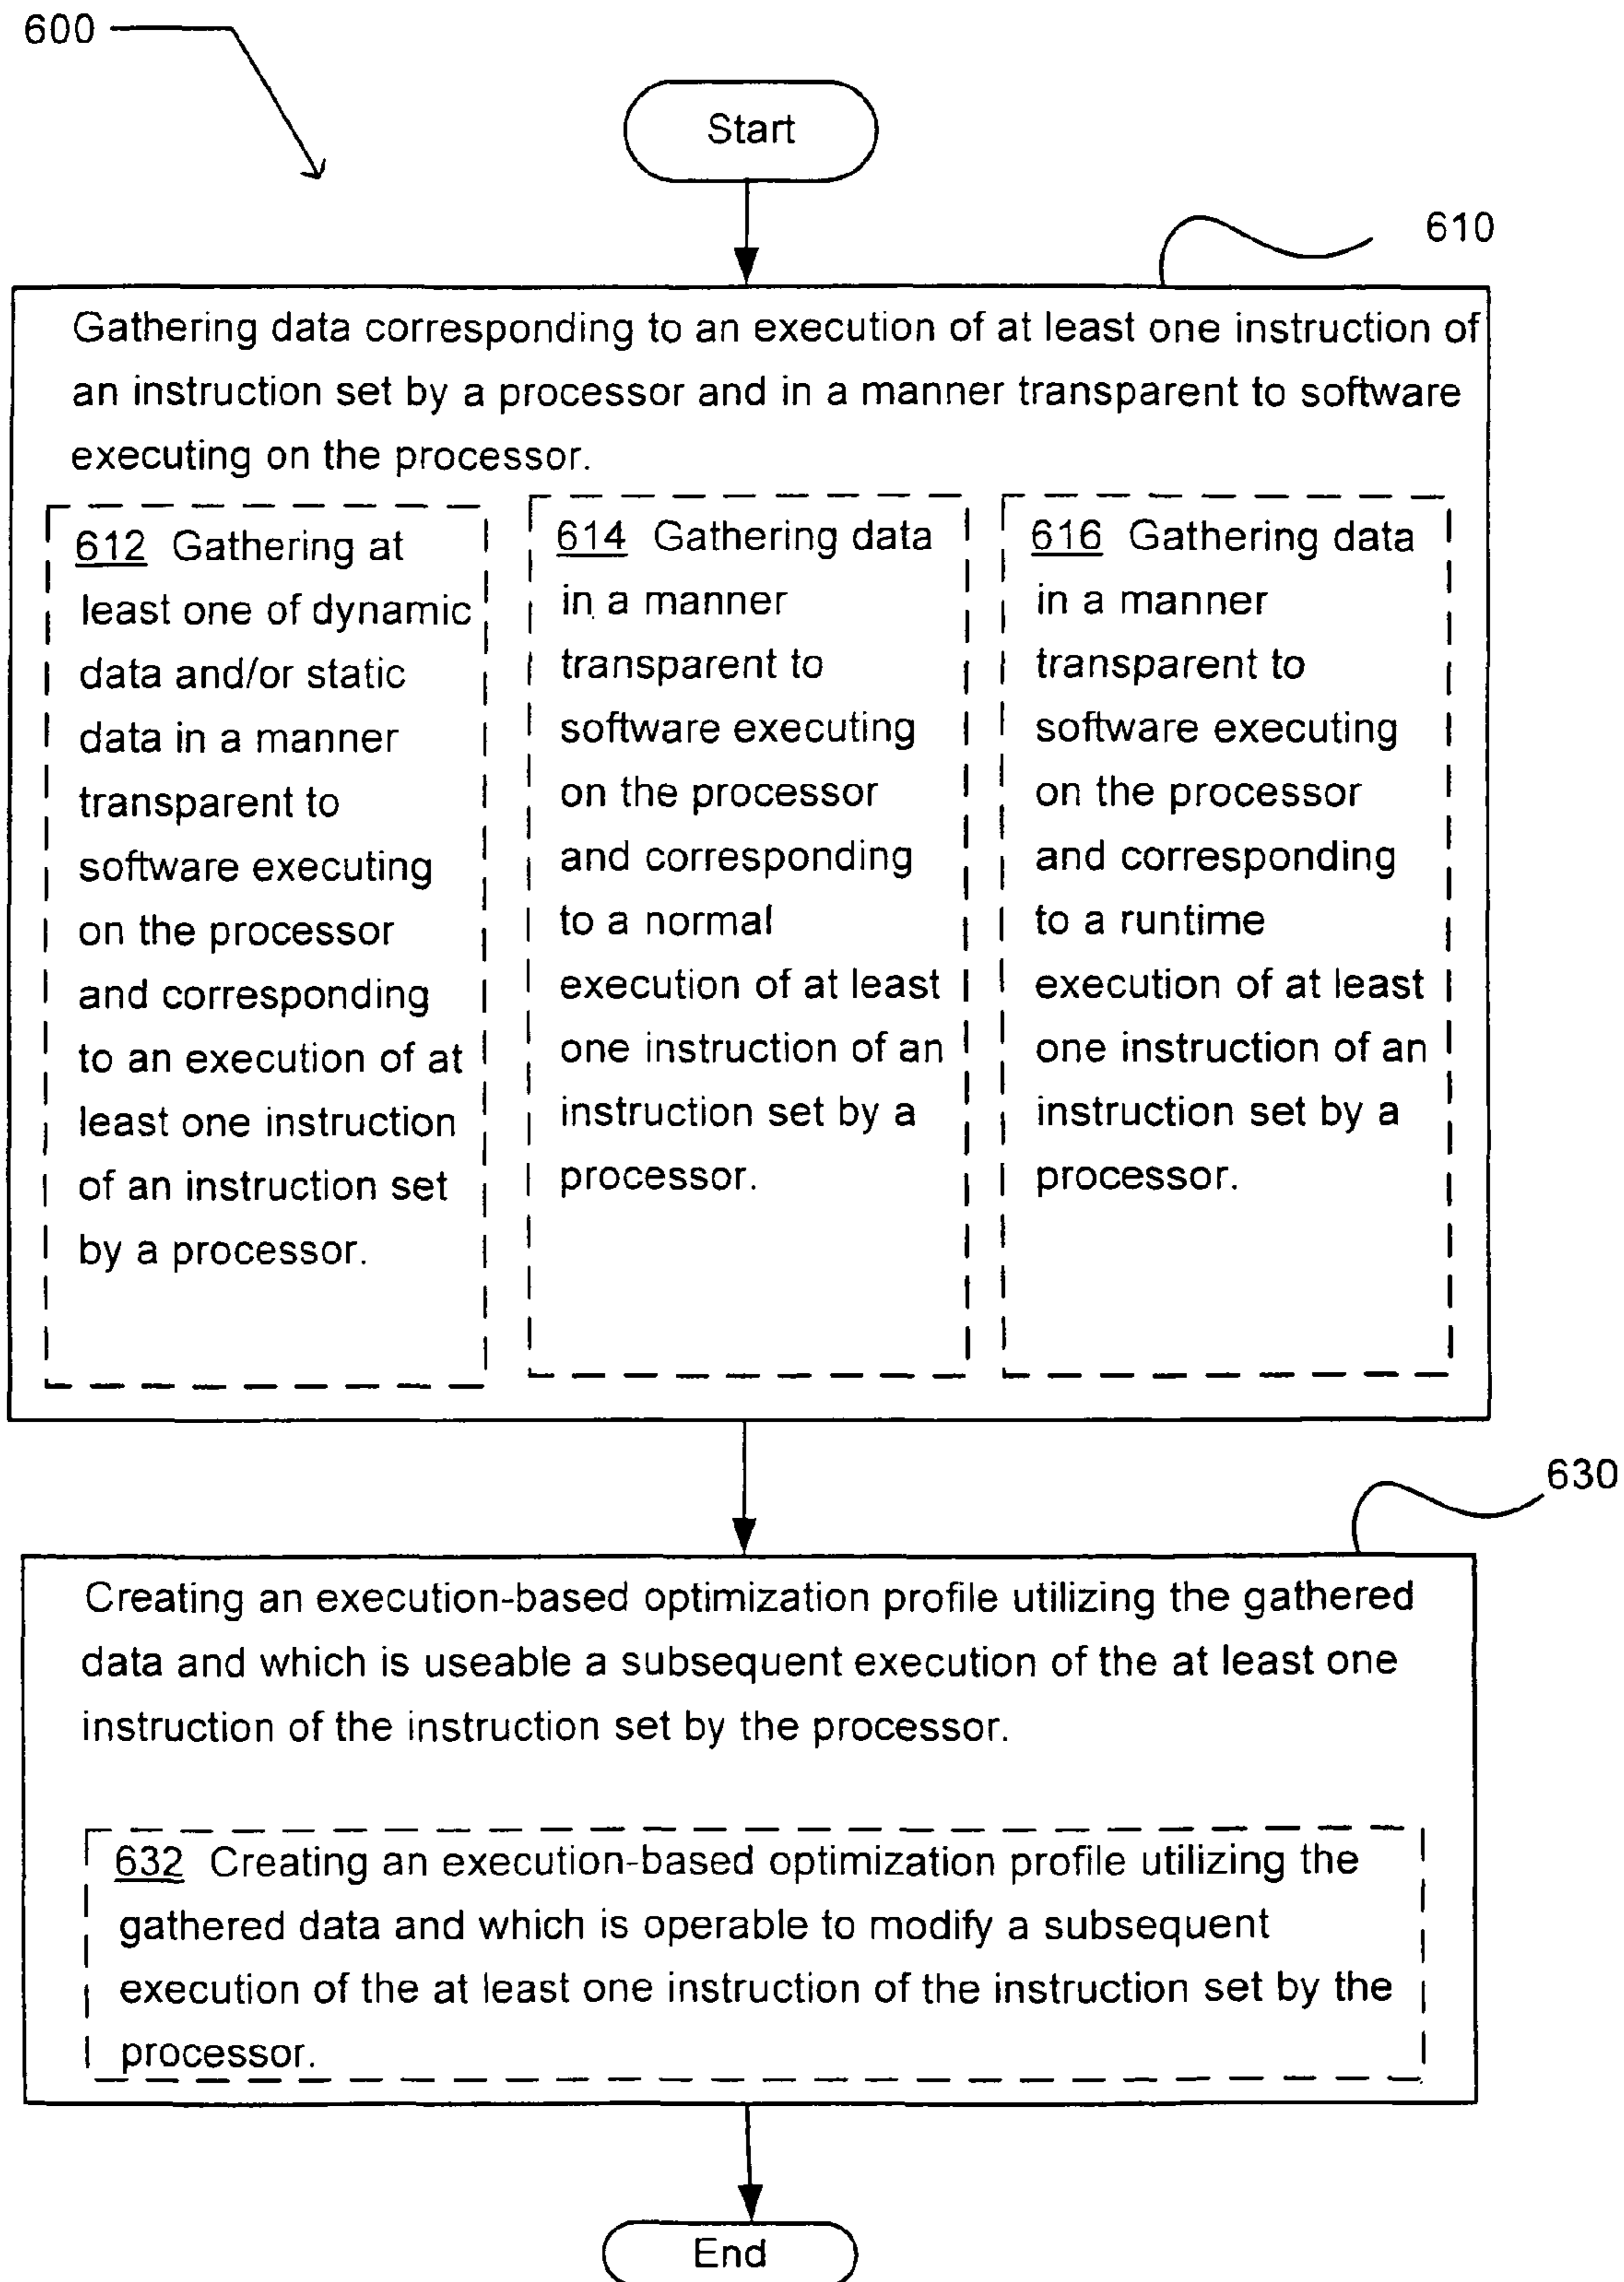 600
Start
610
Gathering data corresponding to an execution of at least one instruction of
an instruction set by a processor and in a manner transparent to software
executing on the processor.
612 Gathering at
least one of dynamic
data and/or static
data in a manner
transparent to
software executing
on the processor
and corresponding
to an execution of at
least one instruction
of an instruction set
by a processor.
614 Gathering data
in a manner
transparent to
software executing
on the processor
and corresponding
to a normal
execution of at least
one instruction of an
instruction set by a
processor.
616 Gathering data
in a manner
transparent to
software executing
on the processor
and corresponding
to a runtime
execution of at least
one instruction of an
instruction set by a
processor.
630
Creating an execution-based optimization profile utilizing the gathered
data and which is useable a subsequent execution of the at least one
instruction of the instruction set by the processor.
632 Creating an execution-based optimization profile utilizing the
gathered data and which is operable to modify a subsequent
execution of the at least one instruction of the instruction set by the
processor.
End